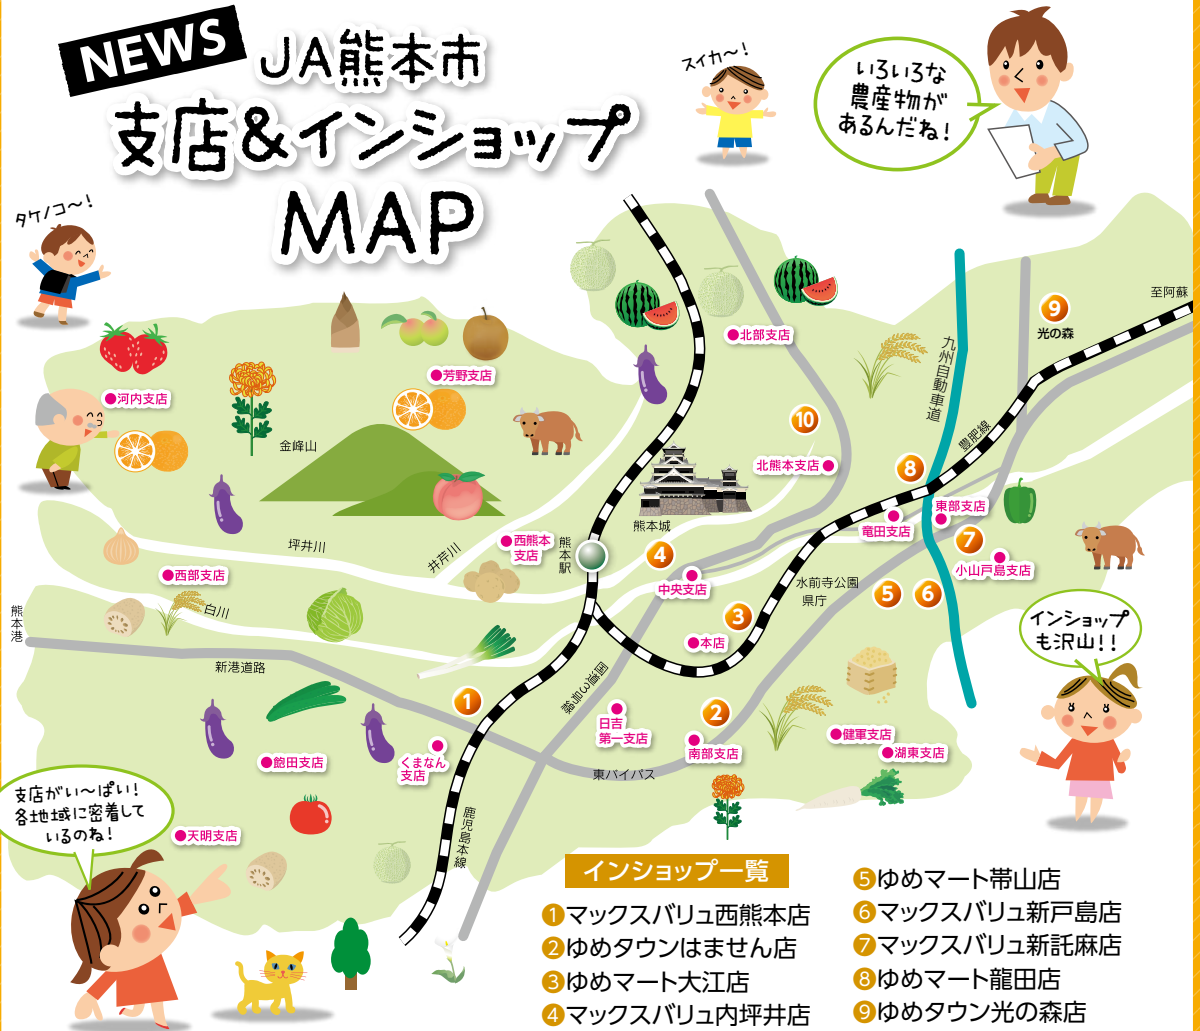 NEWS
JA熊本市
支店&インショップ
MAP
スイカ〜!
いろいろな
農産物が
あるんだね!
タケノコ〜!
至阿蘇
9
光の森
北部支店
九州自動車道
芳野支店
河内支店
10
金峰山
豊肥線
北熊本支店
8
東部支店
熊本城
竜田支店
坪井川
井芹川
西熊本
支店
熊本駅
4
7
小山戸島支店
西部支店
中央支店
水前寺公園
県庁
5
6
熊本港
白川
3
インショップ
も沢山!!
本店
新港道路
国道3号線
1
日吉
第一支店
2
南部支店
健軍支店
湖東支店
くまなん
支店
飽田支店
東バイパス
支店がい〜ぱい!
各地域に密着して
いるのね!
天明支店
鹿児島本線
インショップ一覧
1マックスバリュ西熊本店
2ゆめタウンはません店
3ゆめマート大江店
4マックスバリュ内坪井店
5ゆめマート帯山店
6マックスバリュ新戸島店
7マックスバリュ新託麻店
8ゆめマート龍田店
9ゆめタウン光の森店